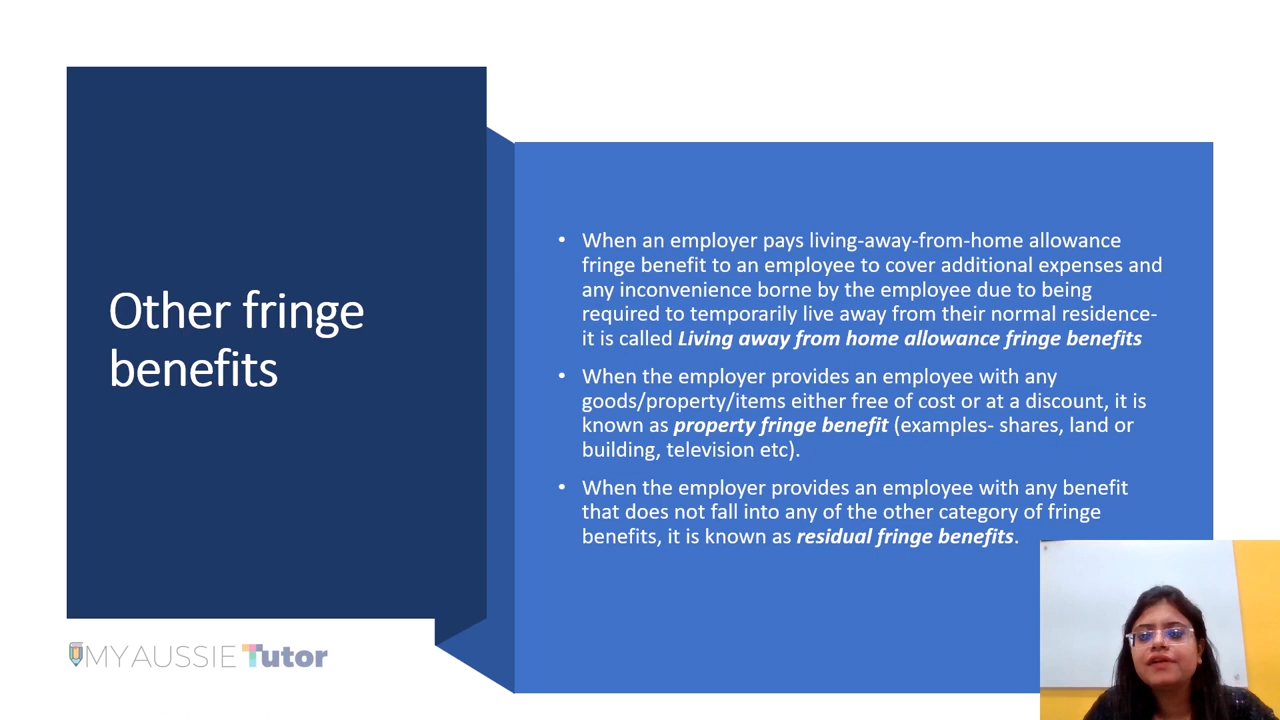 Other fringe
benefits
• When an employer pays living-away-from-home allowance
fringe benefit to an employee to cover additional expenses and
any inconvenience borne by the employee due to being
required to temporarily live away from their normal residence-
it is called Living away from home allowance fringe benefits
• When the employer provides an employee with any
goods/property/items either free of cost or at a discount, it is
known as property fringe benefit (examples- shares, land or
building, television etc).
• When the employer provides an employee with any benefit
that does not fall into any of the other category of fringe
benefits, it is known as residual fringe benefits.
MY AUSSIE Tutor